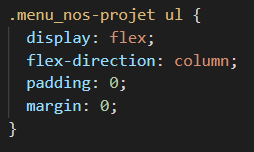 .menu_nos-projet ul {
  display: flex;
  flex-direction: column;
  padding: 0;
  margin: 0;
}